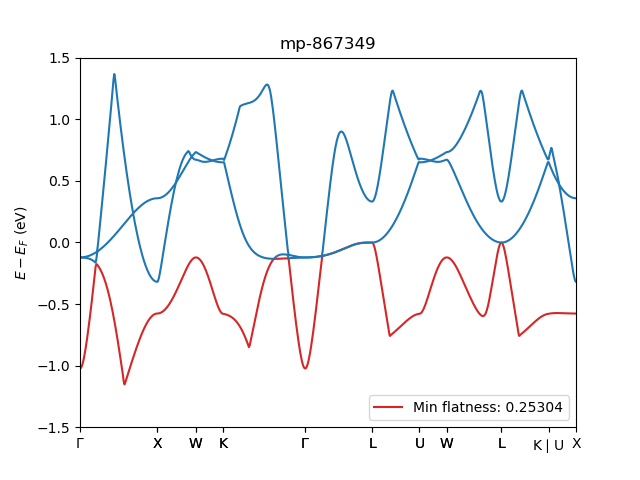 mp-867349
E − E_F (eV)
1.5
1.0
0.5
0.0
−0.5
−1.0
−1.5
Min flatness: 0.25304
Γ X W K Γ L U W L K | U X